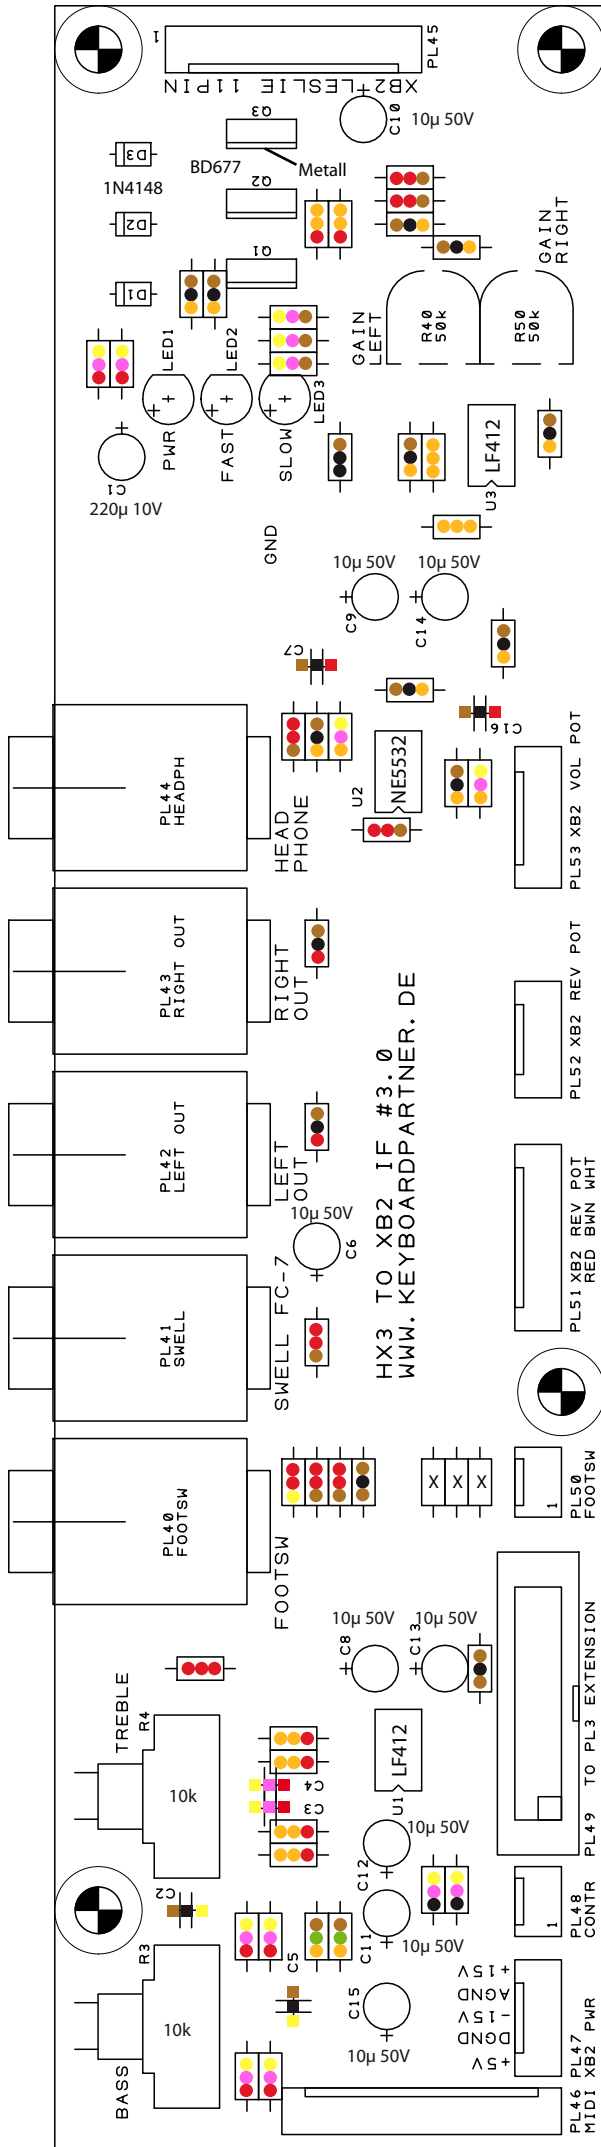 1
PL45
XB2 LESLIE 11PIN
C10
10µ 50V
D3
1N4148
BD677
Q3
Metall
D2
Q2
D1
Q1
GAIN
RIGHT
GAIN
LEFT
R40
50k
R50
50k
LED1
LED2
LED3
PWR
FAST
SLOW
C1
220µ 10V
LF412
U3
GND
10µ 50V
10µ 50V
C9
C14
C7
C16
PL44
HEADPH
HEAD
PHONE
U2
NE5532
PL53 XB2 VOL POT
PL43
RIGHT OUT
RIGHT
OUT
PL52 XB2 REV POT
PL42
LEFT OUT
LEFT
OUT
10µ 50V
C6
HX3 TO XB2 IF #3.0
WWW.KEYBOARDPARTNER.DE
PL51 XB2 REV POT
RED BWN WHT
PL41
SWELL
SWELL FC-7
PL40
FOOTSW
FOOTSW
X
X
X
1
PL50
FOOTSW
10µ 50V
10µ 50V
C8
C13
TREBLE
R4
10k
C4
C3
LF412
U1
PL49 TO PL3 EXTENSION
10µ 50V
C12
C2
C11
10µ 50V
1
PL48
CONTR
BASS
R3
10k
C5
C15
10µ 50V
+15V
AGND
-15V
DGND
+5V
PL47
XB2 PWR
PL46
MIDI